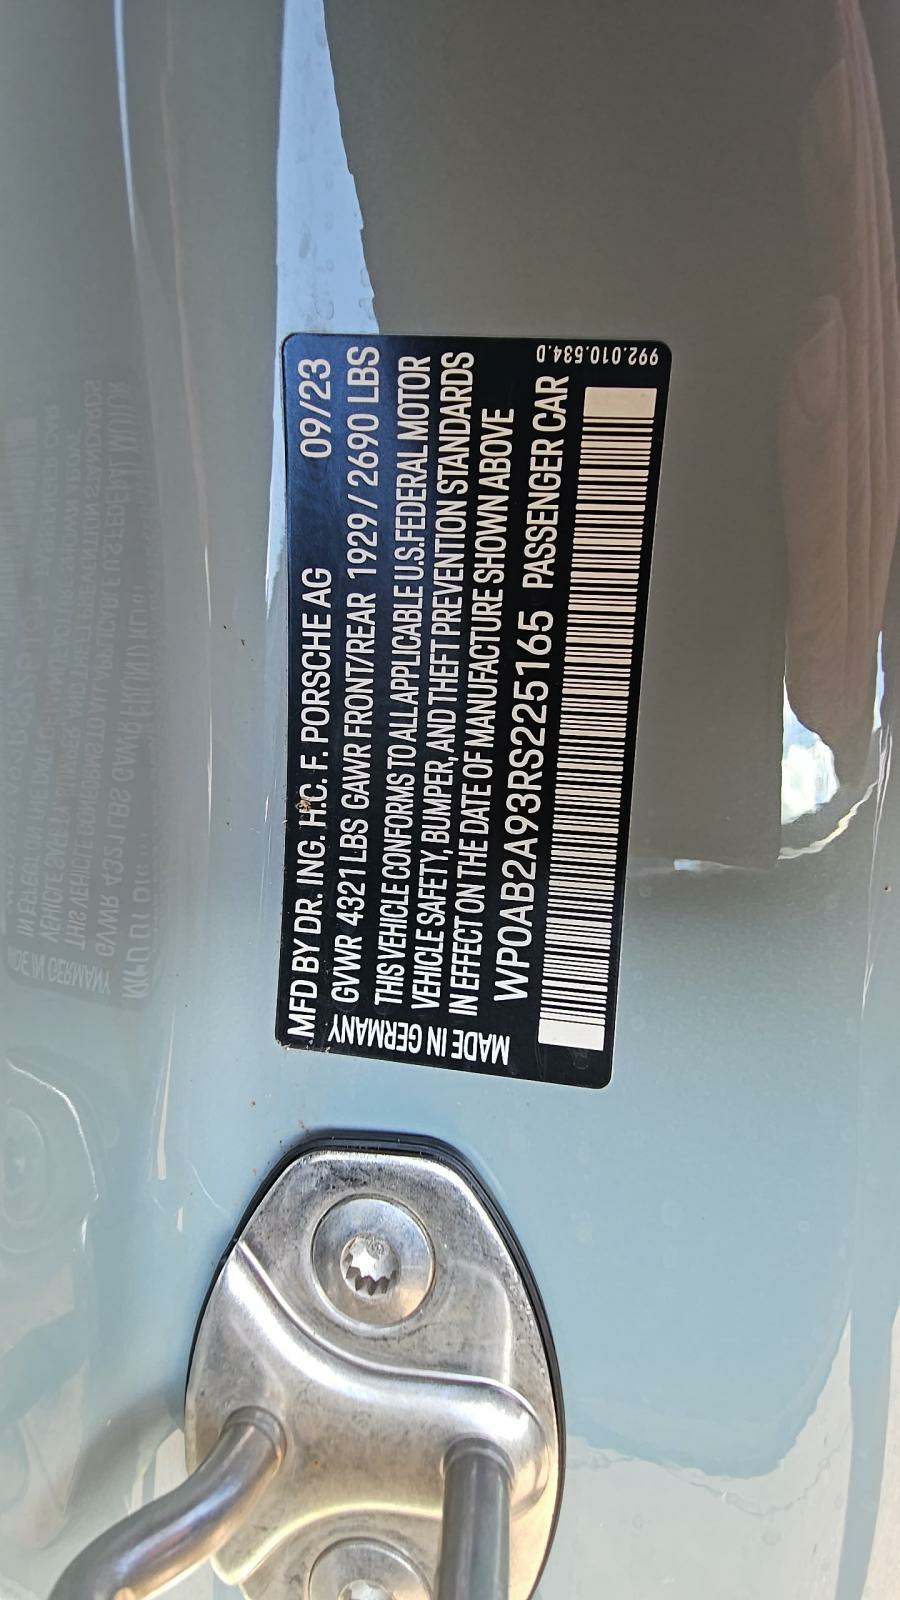 MFD BY DR. ING. H.C. F. PORSCHE AG 09/23
GVWR 4321 LBS GAWR FRONT/REAR 1929 / 2690 LBS
THIS VEHICLE CONFORMS TO ALL APPLICABLE U.S. FEDERAL MOTOR
VEHICLE SAFETY, BUMPER, AND THEFT PREVENTION STANDARDS
IN EFFECT ON THE DATE OF MANUFACTURE SHOWN ABOVE
WP0AB2A93RS225165 PASSENGER CAR
MADE IN GERMANY
992.010.534.D